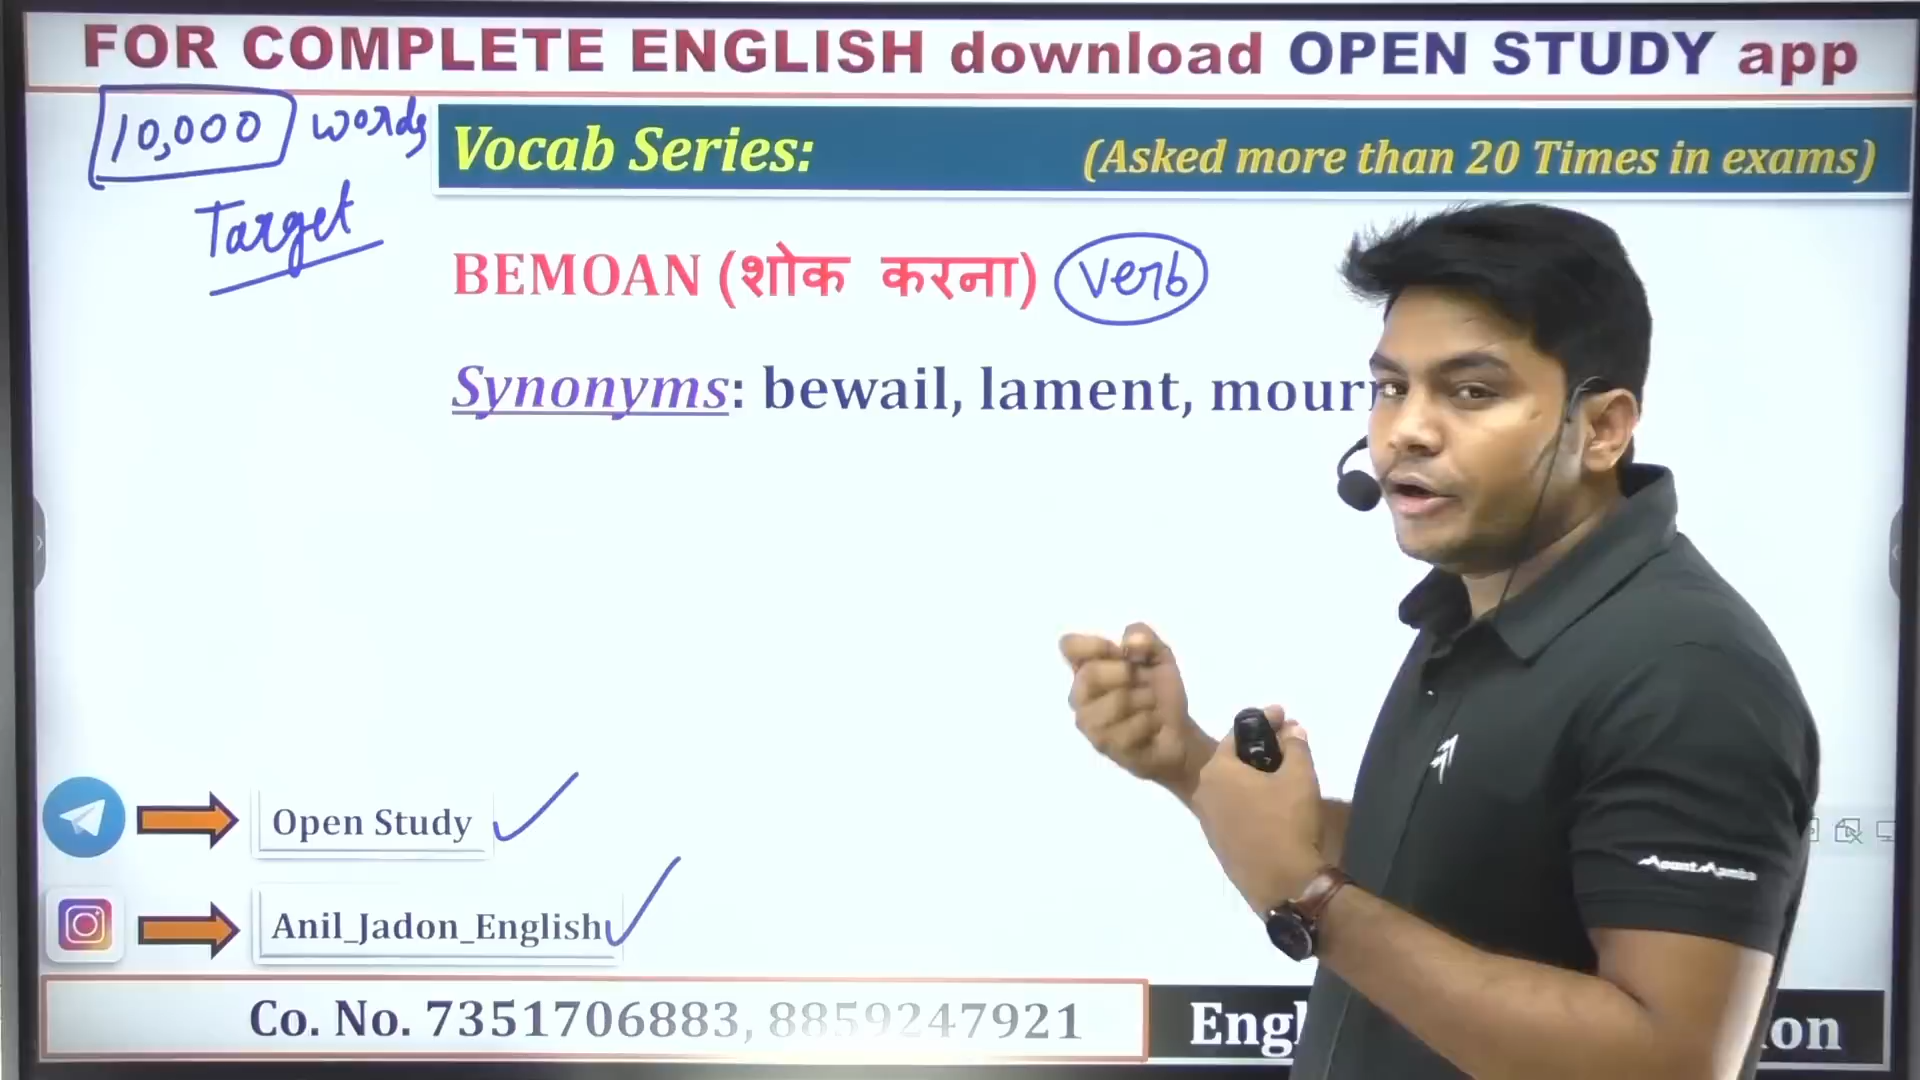 FOR COMPLETE ENGLISH download OPEN STUDY app
10,000 words
Target
Vocab Series: (Asked more than 20 Times in exams)
BEMOAN (शोक करना) Verb
Synonyms: bewail, lament, mourn
Open Study
Anil_Jadon_English
Co. No. 7351706883, 8859247921